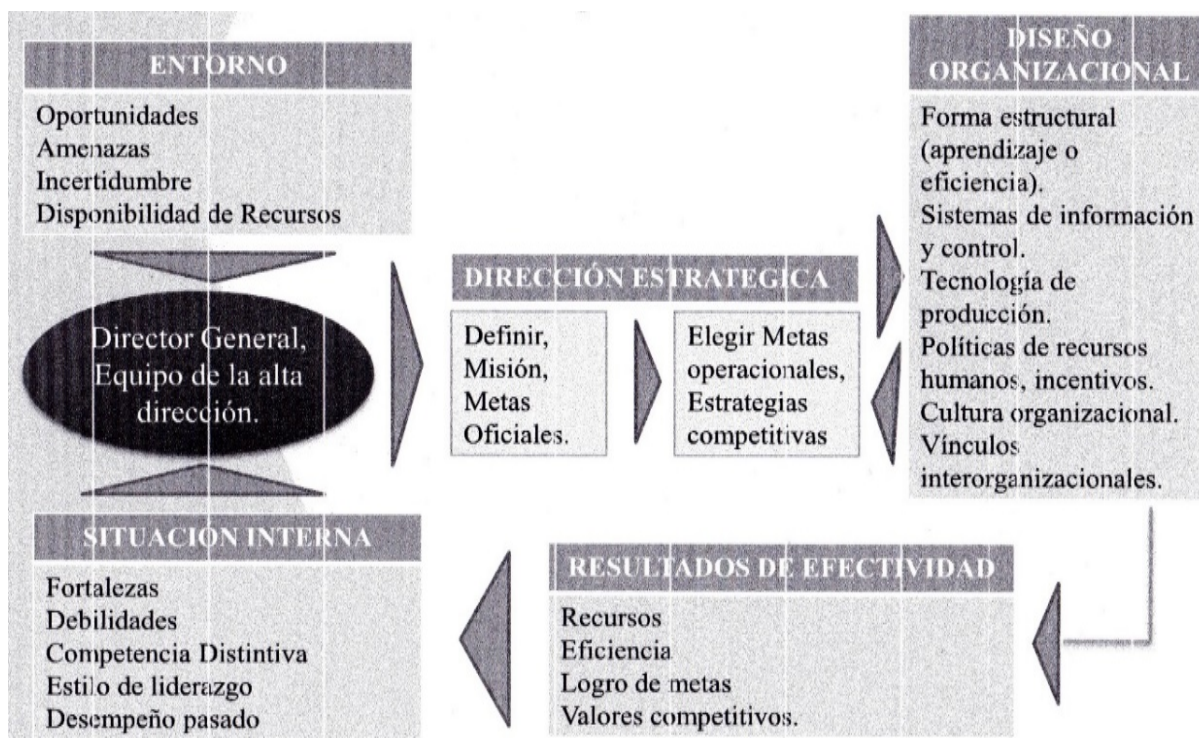 ENTORNO
Oportunidades
Amenazas
Incertidumbre
Disponibilidad de Recursos
Director General,
Equipo de la alta
dirección.
SITUACIÓN INTERNA
Fortalezas
Debilidades
Competencia Distintiva
Estilo de liderazgo
Desempeño pasado
DIRECCIÓN ESTRATEGICA
Definir,
Misión,
Metas
Oficiales.
Elegir Metas
operacionales,
Estrategias
competitivas
DISEÑO
ORGANIZACIONAL
Forma estructural
(aprendizaje o
eficiencia).
Sistemas de información
y control.
Tecnología de
producción.
Políticas de recursos
humanos, incentivos.
Cultura organizacional.
Vínculos
interorganizacionales.
RESULTADOS DE EFECTIVIDAD
Recursos
Eficiencia
Logro de metas
Valores competitivos.